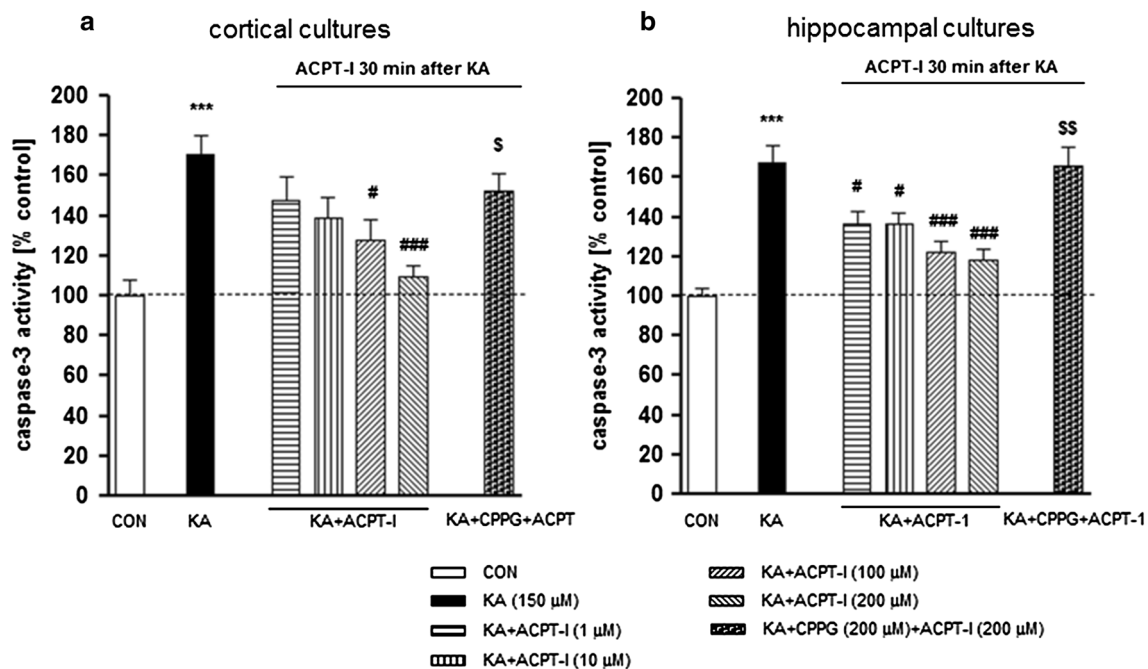 a cortical cultures
ACPT-I 30 min after KA
caspase-3 activity [% control]
200
180
160
140
120
100
80
60
40
20
0
***
#
###
$
CON KA KA+ACPT-I KA+CPPG+ACPT
b hippocampal cultures
ACPT-I 30 min after KA
caspase-3 activity [% control]
200
180
160
140
120
100
80
60
40
20
0
***
#
#
###
###
$$
CON KA KA+ACPT-1 KA+CPPG+ACPT-1
CON
KA (150 µM)
KA+ACPT-I (1 µM)
KA+ACPT-I (10 µM)
KA+ACPT-I (100 µM)
KA+ACPT-I (200 µM)
KA+CPPG (200 µM)+ACPT-I (200 µM)